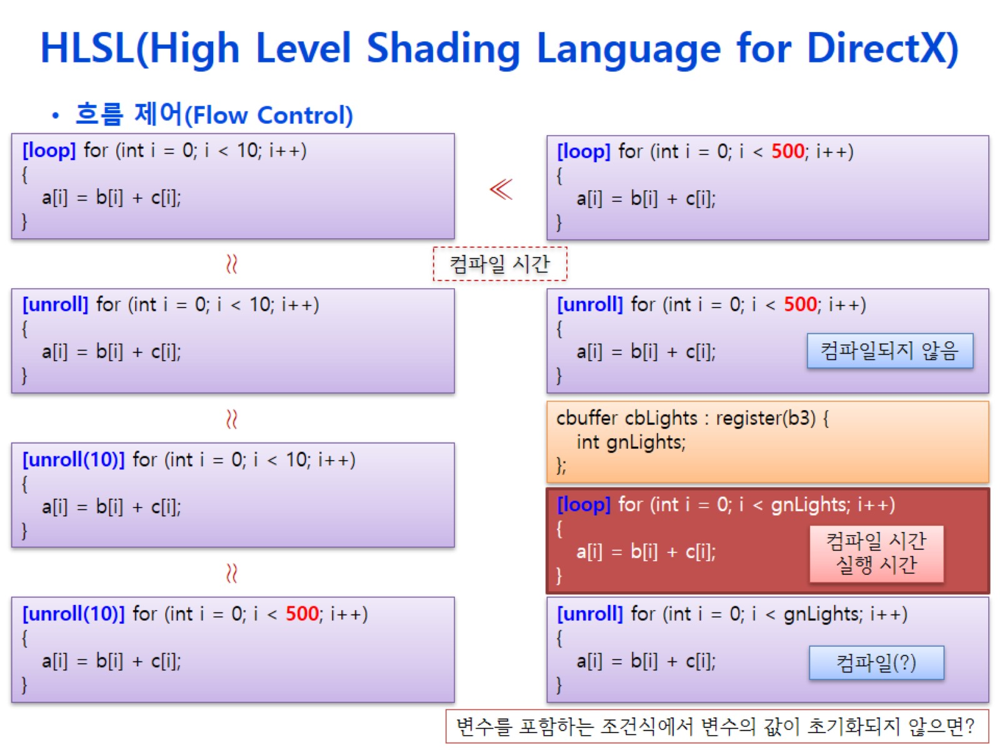 HLSL(High Level Shading Language for DirectX)
• 흐름 제어(Flow Control)
[loop] for (int i = 0; i < 10; i++)
{
a[i] = b[i] + c[i];
}
≪
[loop] for (int i = 0; i < 500; i++)
{
a[i] = b[i] + c[i];
}
≈
컴파일 시간
[unroll] for (int i = 0; i < 10; i++)
{
a[i] = b[i] + c[i];
}
[unroll] for (int i = 0; i < 500; i++)
{
a[i] = b[i] + c[i];
}
컴파일되지 않음
≈
[unroll(10)] for (int i = 0; i < 10; i++)
{
a[i] = b[i] + c[i];
}
cbuffer cbLights : register(b3) {
int gnLights;
};
[loop] for (int i = 0; i < gnLights; i++)
{
a[i] = b[i] + c[i];
}
컴파일 시간
실행 시간
≈
[unroll(10)] for (int i = 0; i < 500; i++)
{
a[i] = b[i] + c[i];
}
[unroll] for (int i = 0; i < gnLights; i++)
{
a[i] = b[i] + c[i];
}
컴파일(?)
변수를 포함하는 조건식에서 변수의 값이 초기화되지 않으면?